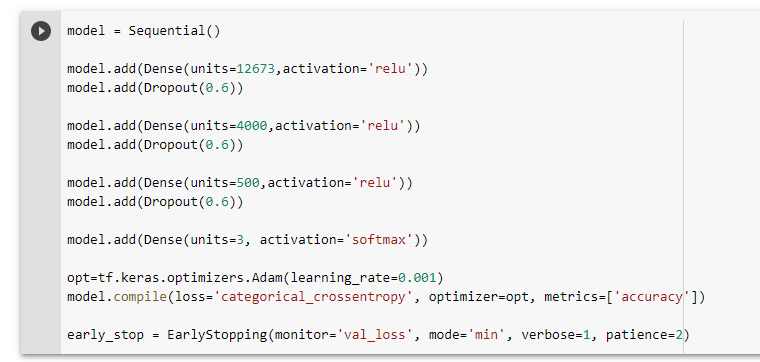 model = Sequential()
model.add(Dense(units=12673,activation='relu'))
model.add(Dropout(0.6))
model.add(Dense(units=4000,activation='relu'))
model.add(Dropout(0.6))
model.add(Dense(units=500,activation='relu'))
model.add(Dropout(0.6))
model.add(Dense(units=3, activation='softmax'))
opt=tf.keras.optimizers.Adam(learning_rate=0.001)
model.compile(loss='categorical_crossentropy', optimizer=opt, metrics=['accuracy'])
early_stop = EarlyStopping(monitor='val_loss', mode='min', verbose=1, patience=2)